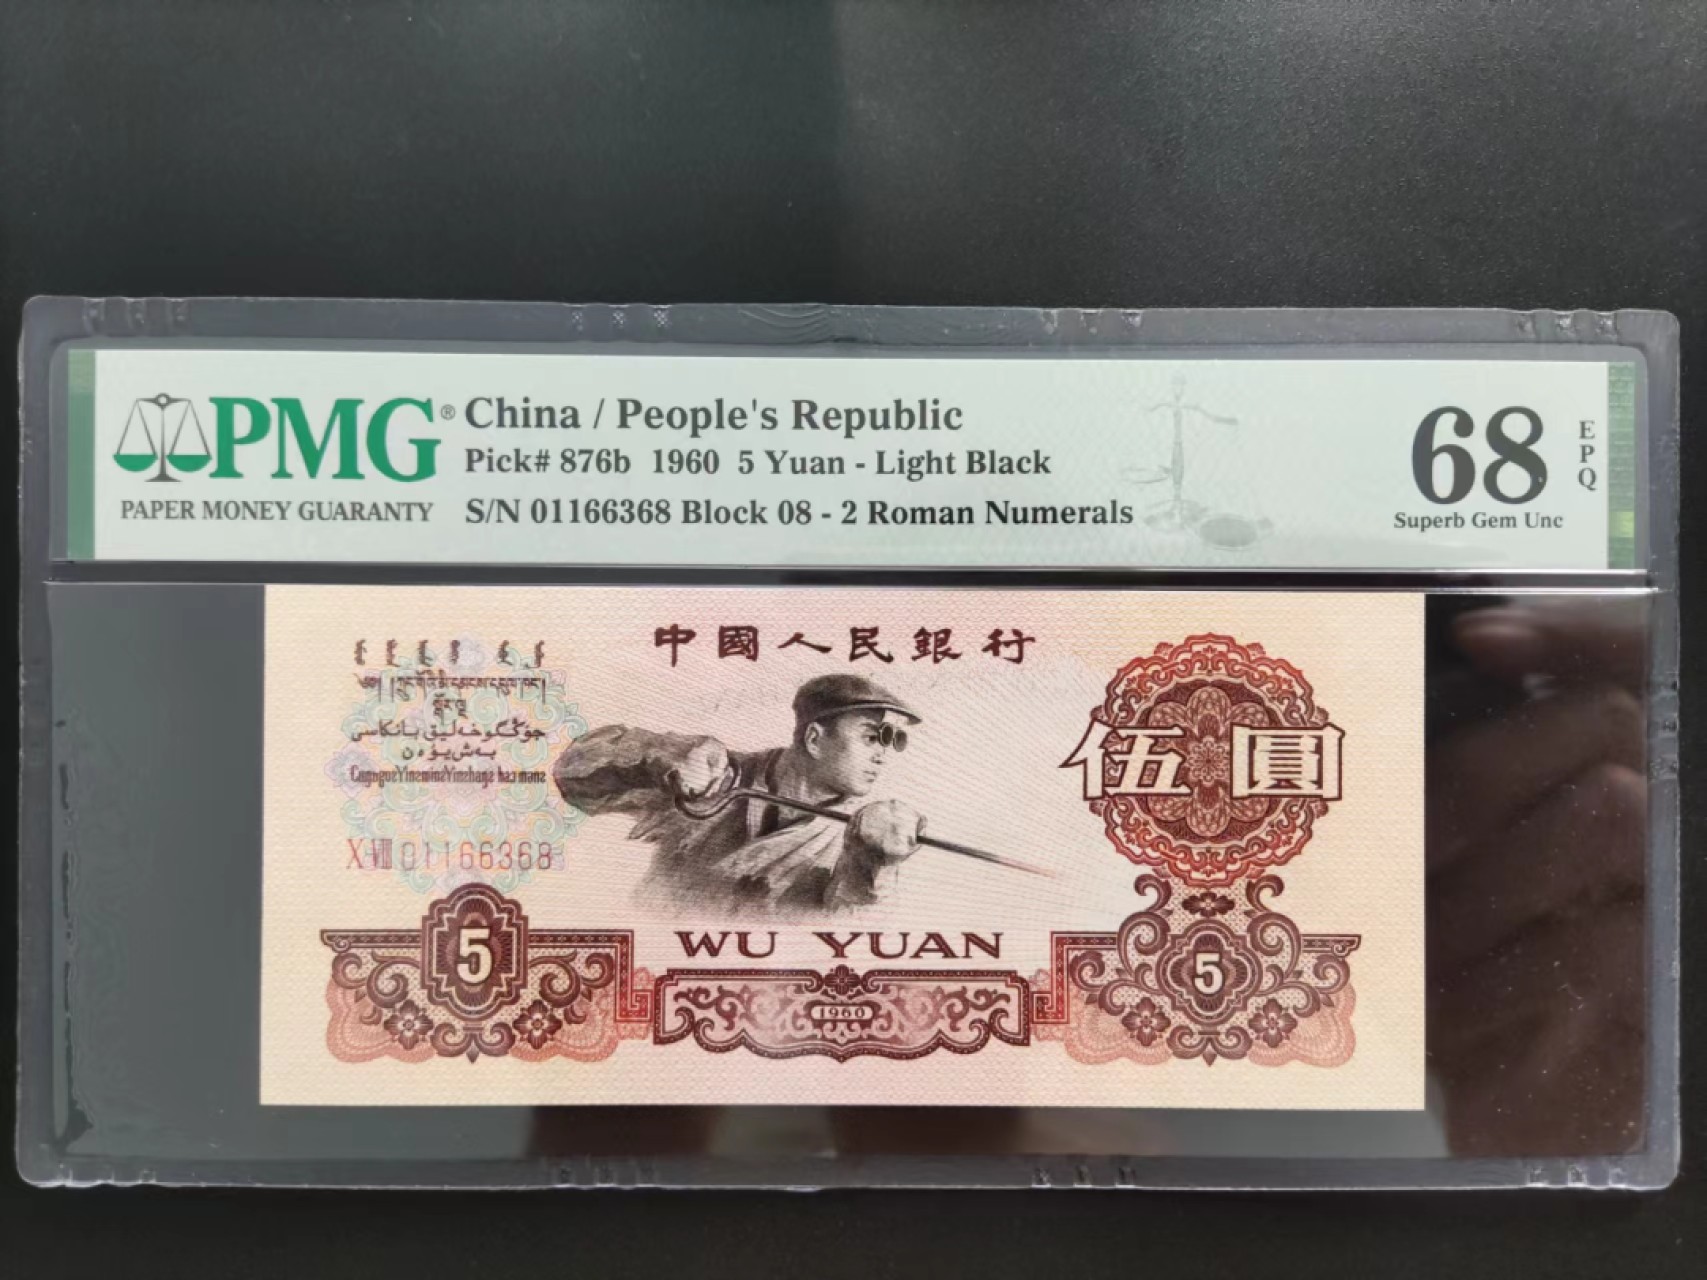 PMG®
PAPER MONEY GUARANTY
China / People's Republic
Pick# 876b 1960 5 Yuan - Light Black
S/N 01166368 Block 08 - 2 Roman Numerals
68
EPQ
Superb Gem Unc
中國人民銀行
伍圓
X VIII 01166368
5
WU YUAN
1960
5